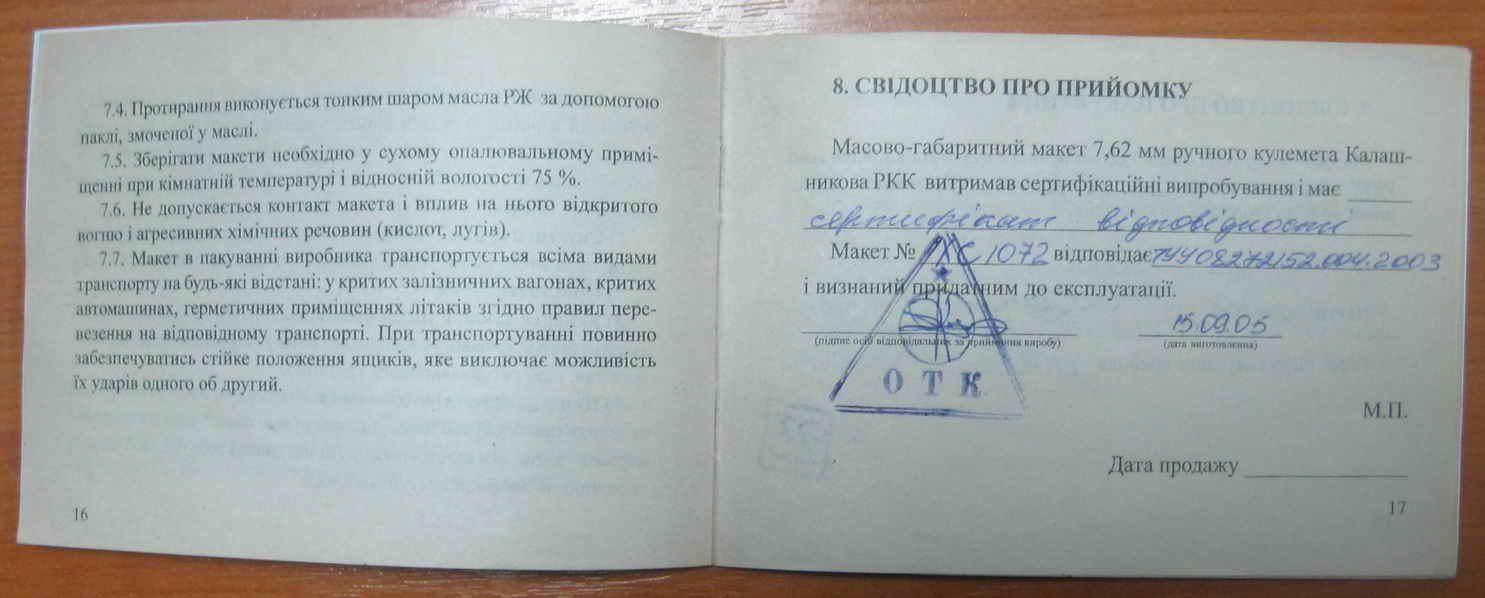 7.4. Протирання виконується тонким шаром масла РЖ за допомогою
паклі, змоченої у маслі.
7.5. Зберігати макети необхідно у сухому опалювальному примі-
щенні при кімнатній температурі і відносній вологості 75 %.
7.6. Не допускається контакт макета і вплив на нього відкритого
вогню і агресивних хімічних речовин (кислот, лугів).
7.7. Макет в пакуванні виробника транспортується всіма видами
транспорту на будь-які відстані: у критих залізничних вагонах, критих
автомашинах, герметичних приміщеннях літаків згідно правил пере-
везення на відповідному транспорті. При транспортуванні повинно
забезпечуватись стійке положення ящиків, яке виключає можливість
їх ударів одного об другий.
16
8. СВІДОЦТВО ПРО ПРИЙОМКУ
Масово-габаритний макет 7,62 мм ручного кулемета Калаш-
никова РКК витримав сертифікаційні випробування і має
сертифікат відповідності
Макет № ХС 1072 відповідає ТУУ08272152.004.2003
і визнаний придатним до експлуатації.
15.09.05
(підпис осіб відповідальних за приймання виробу) (дата виготовлення)
О Т К
М.П.
Дата продажу
17